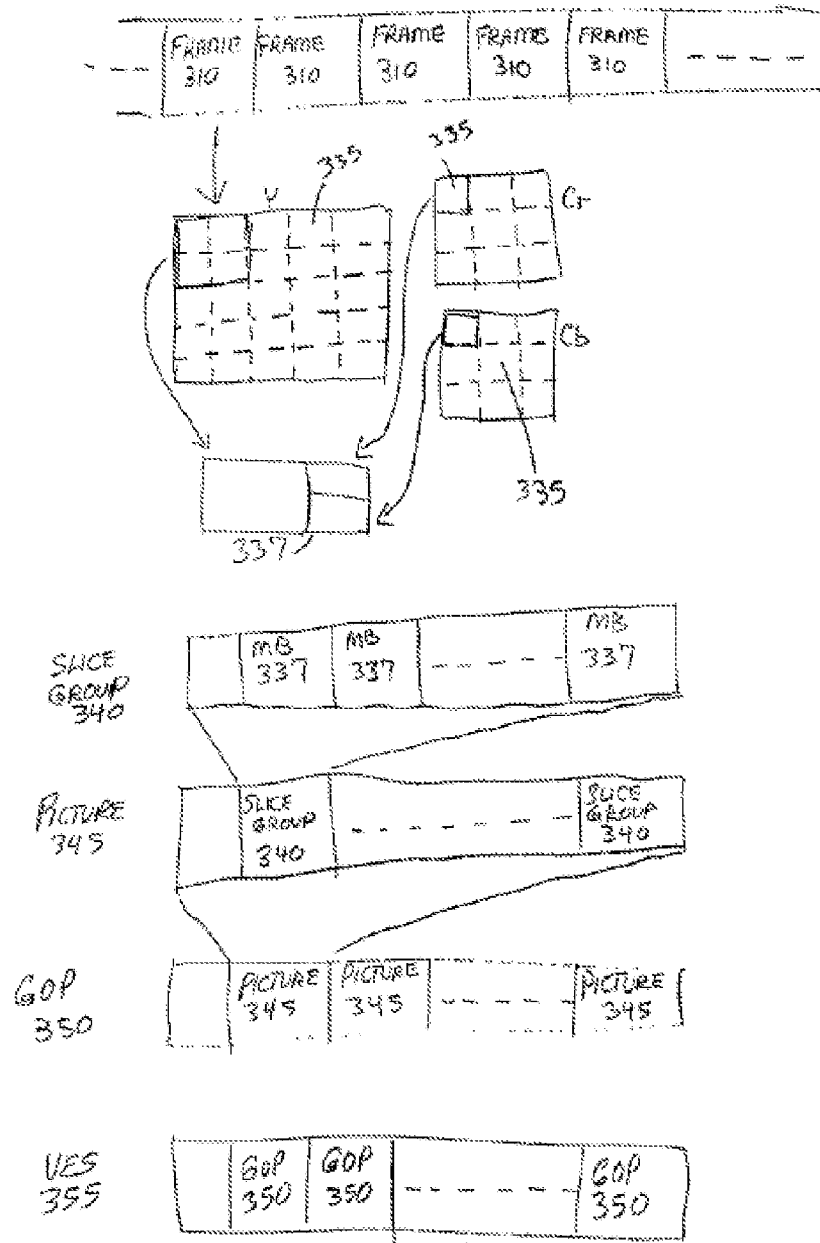 FRAME FRAME FRAME FRAME FRAME
310 310 310 310 310
335
335
Y
Cr
Cb
335
337
MB MB MB
337 337 337
SLICE
GROUP
340
PICTURE
345
SLICE
GROUP
340
SLICE
GROUP
340
GOP
350
PICTURE PICTURE PICTURE
345 345 345
VES
355
GOP GOP GOP
350 350 350